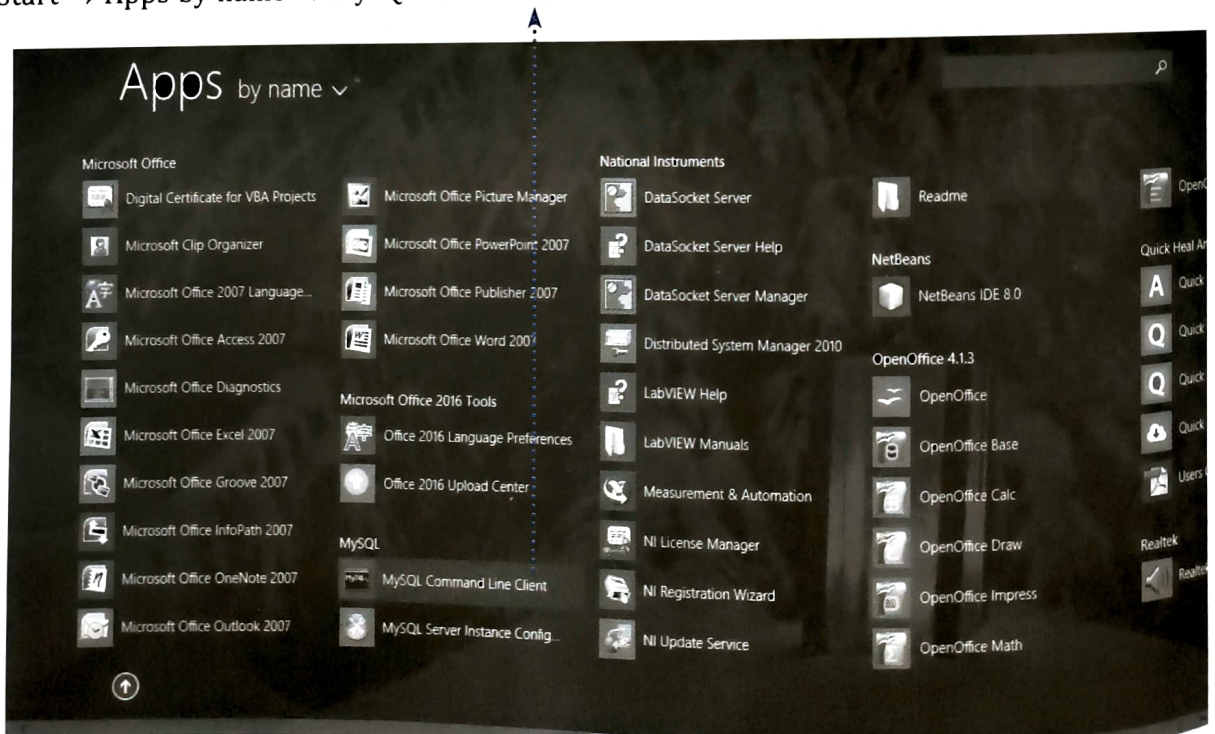 Apps by name
Microsoft Office
Digital Certificate for VBA Projects
Microsoft Clip Organizer
Microsoft Office 2007 Language...
Microsoft Office Access 2007
Microsoft Office Diagnostics
Microsoft Office Excel 2007
Microsoft Office Groove 2007
Microsoft Office InfoPath 2007
Microsoft Office OneNote 2007
Microsoft Office Outlook 2007
Microsoft Office Picture Manager
Microsoft Office PowerPoint 2007
Microsoft Office Publisher 2007
Microsoft Office Word 2007
Microsoft Office 2016 Tools
Office 2016 Language Preferences
Office 2016 Upload Center
MySQL
MySQL Command Line Client
MySQL Server Instance Config...
National Instruments
DataSocket Server
DataSocket Server Help
DataSocket Server Manager
Distributed System Manager 2010
LabVIEW Help
LabVIEW Manuals
Measurement & Automation
NI License Manager
NI Registration Wizard
NI Update Service
Readme
NetBeans
NetBeans IDE 8.0
OpenOffice 4.1.3
OpenOffice
OpenOffice Base
OpenOffice Calc
OpenOffice Draw
OpenOffice Impress
OpenOffice Math
Quick Heal
Quick
Quick
Quick
Quick
Users
Realtek
Realtek